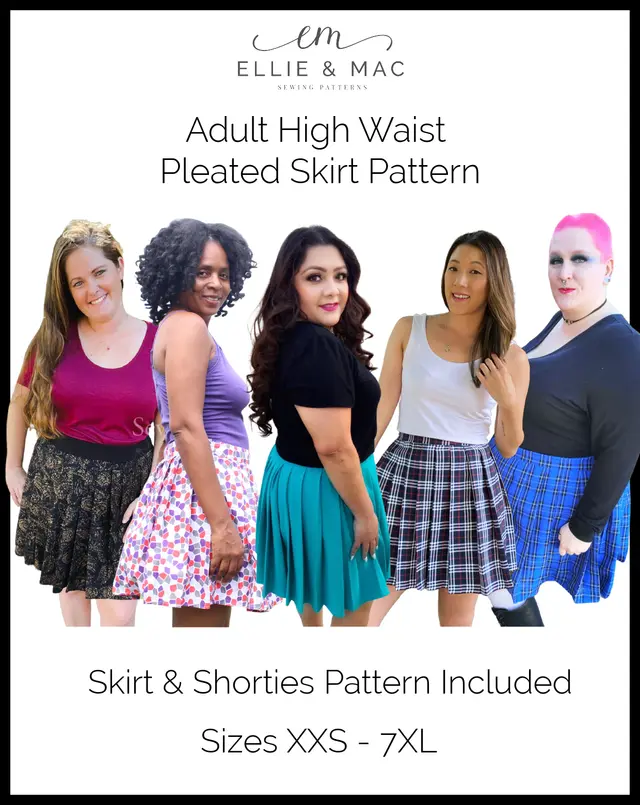 em
ELLIE & MAC
SEWING PATTERNS
Adult High Waist
Pleated Skirt Pattern
Skirt & Shorties Pattern Included
Sizes XXS - 7XL